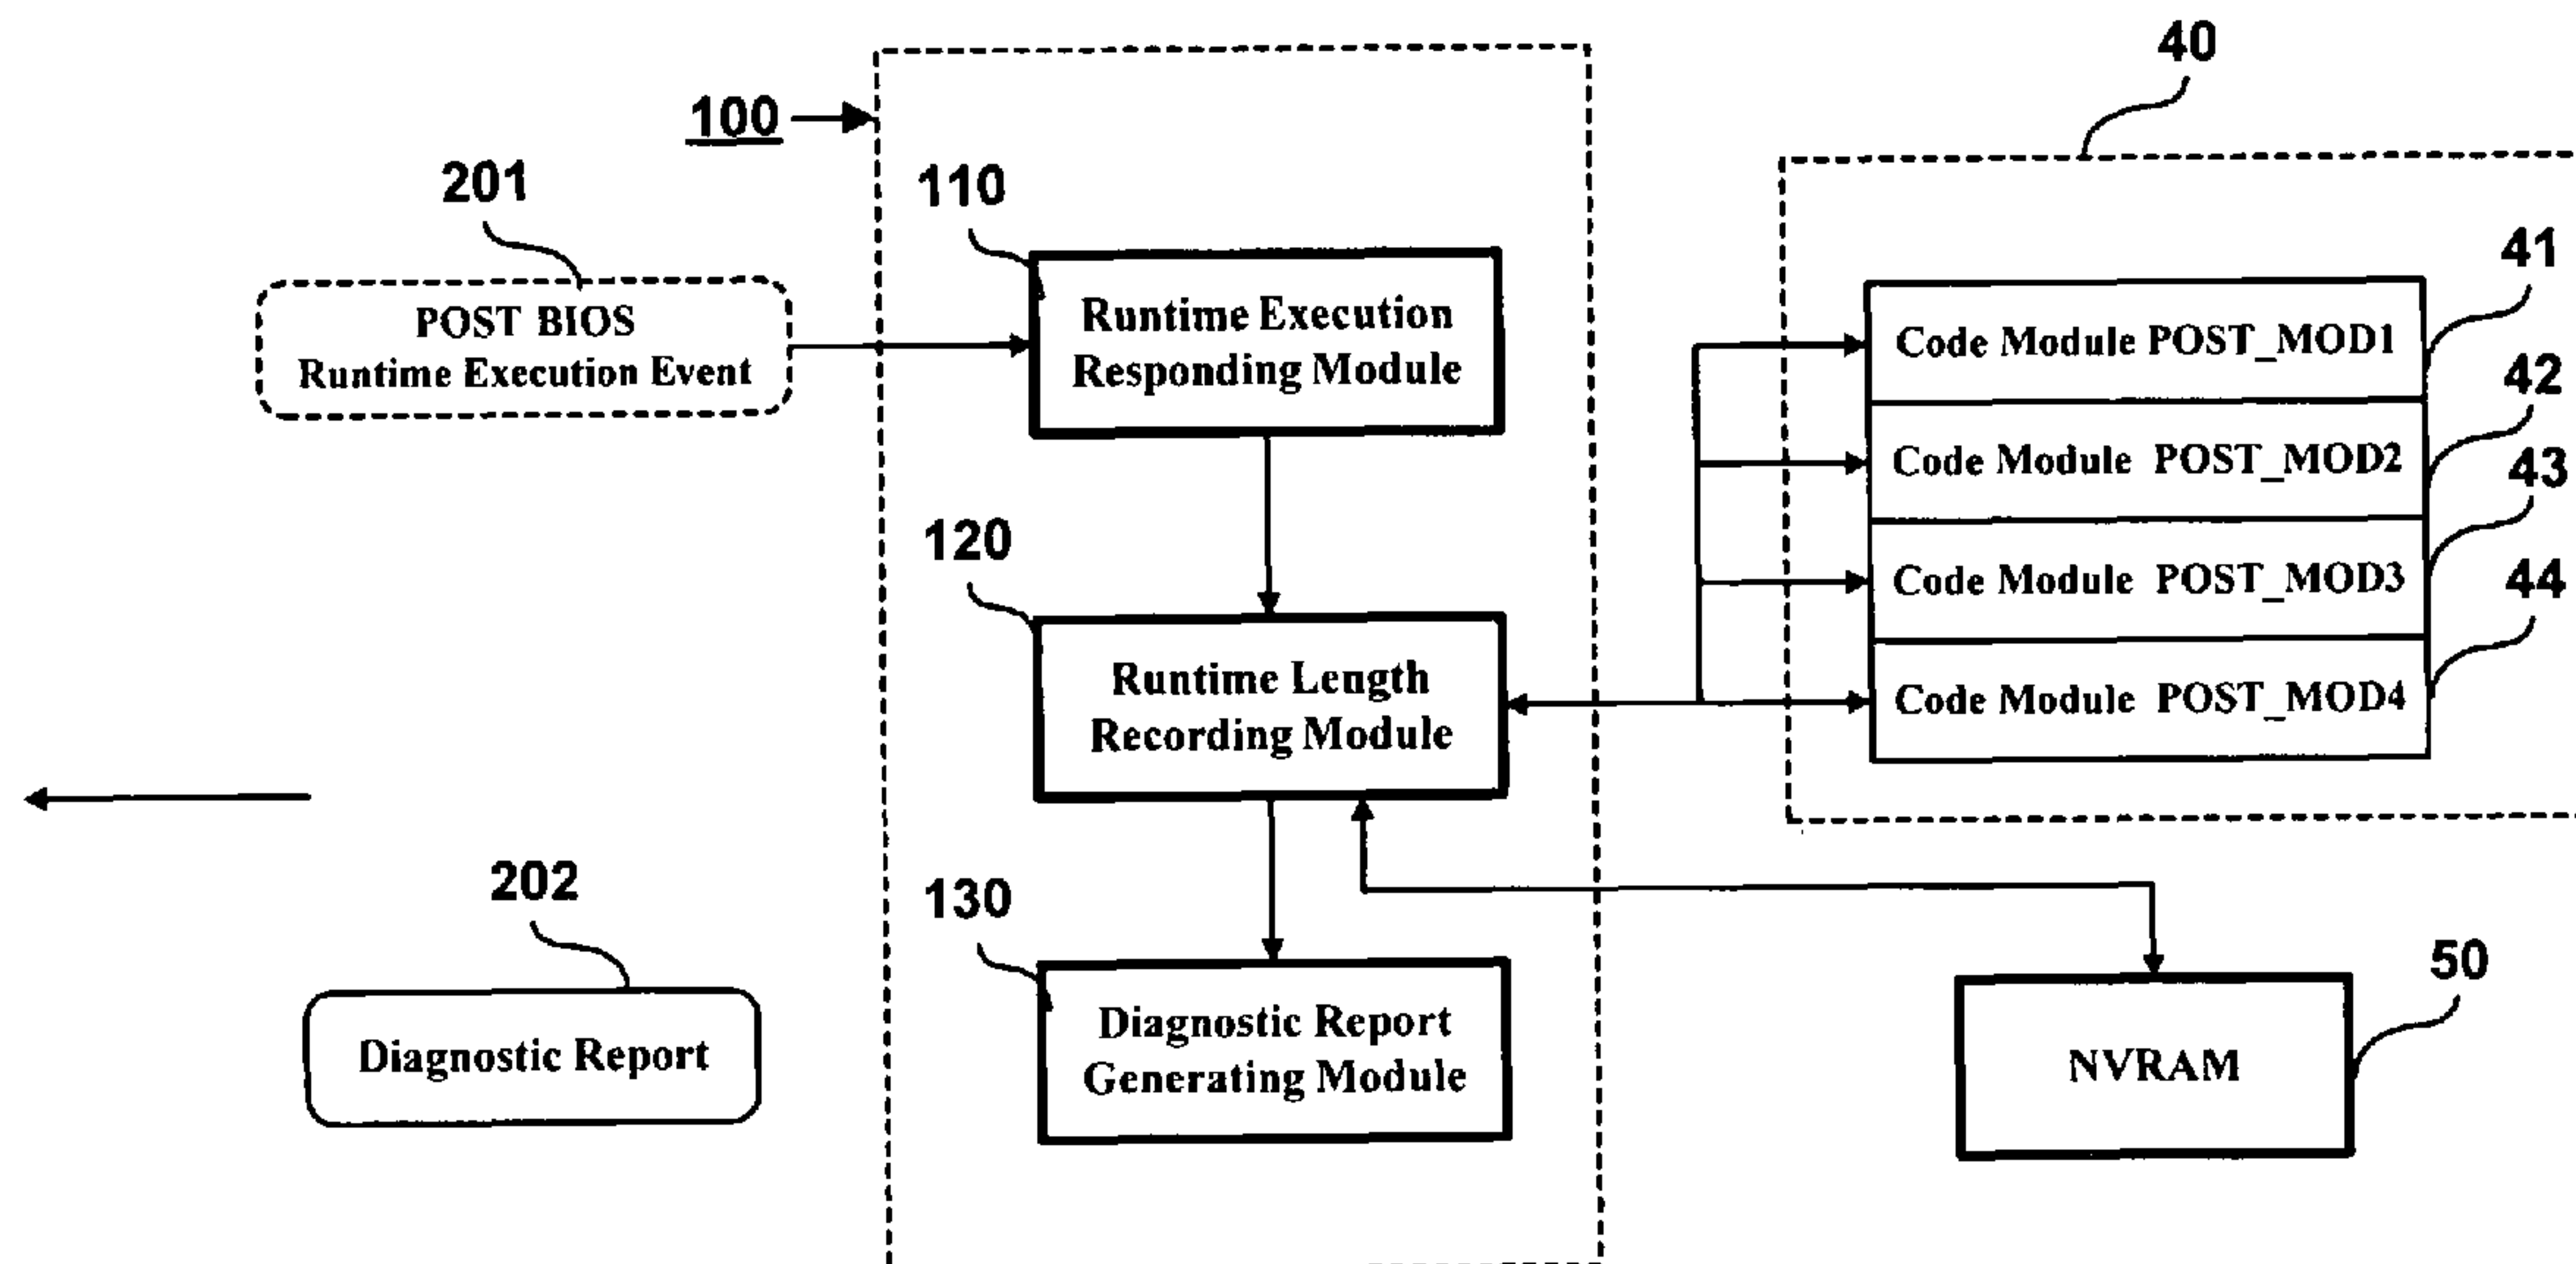 40
100
201
110
41
POST BIOS
Runtime Execution Event
Runtime Execution
Responding Module
Code Module POST_MOD1
42
Code Module POST_MOD2
43
120
Code Module POST_MOD3
44
Runtime Length
Recording Module
Code Module POST_MOD4
202
130
50
Diagnostic Report
Diagnostic Report
Generating Module
NVRAM